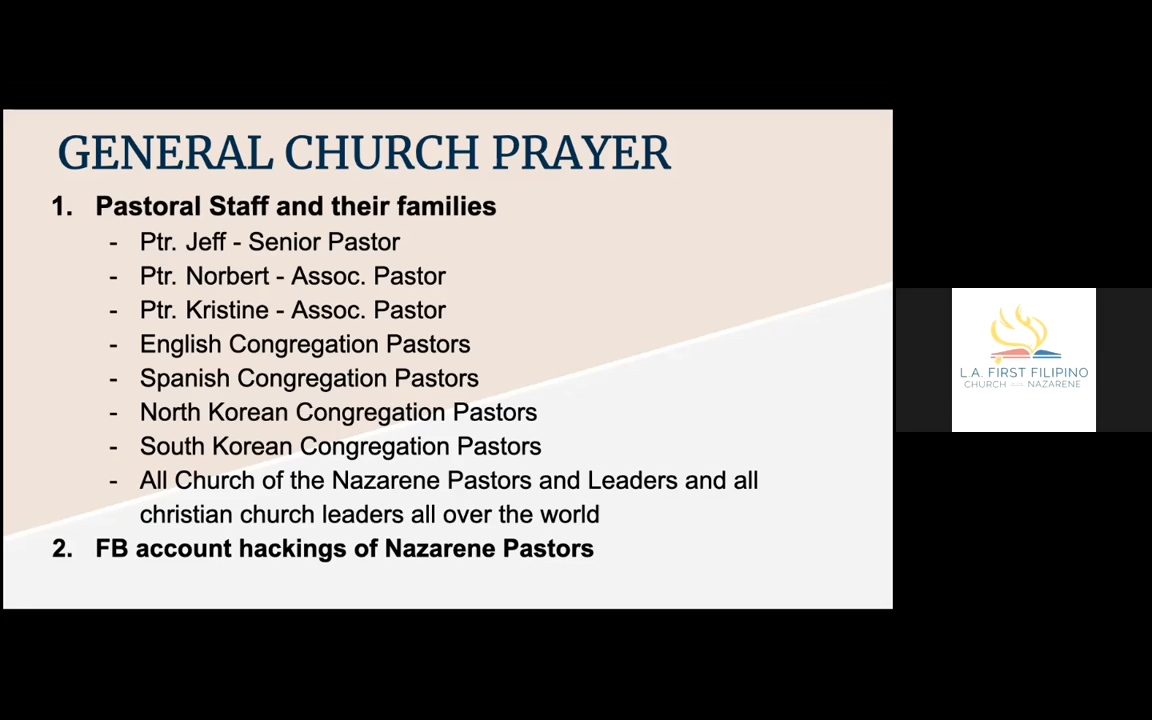 GENERAL CHURCH PRAYER
1. Pastoral Staff and their families
- Ptr. Jeff - Senior Pastor
- Ptr. Norbert - Assoc. Pastor
- Ptr. Kristine - Assoc. Pastor
- English Congregation Pastors
- Spanish Congregation Pastors
- North Korean Congregation Pastors
- South Korean Congregation Pastors
- All Church of the Nazarene Pastors and Leaders and all
christian church leaders all over the world
2. FB account hackings of Nazarene Pastors
L.A. FIRST FILIPINO
CHURCH NAZARENE